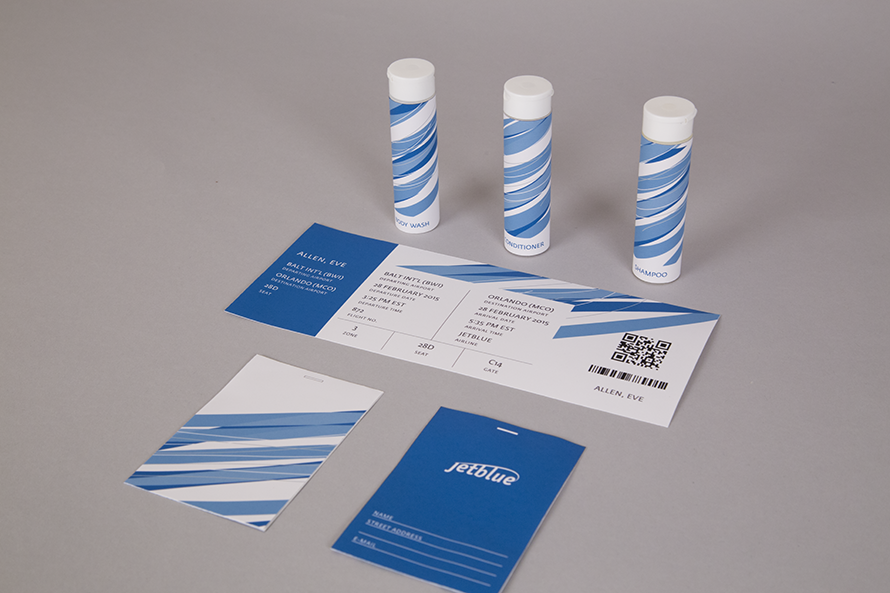 BODY WASH
CONDITIONER
SHAMPOO
ALLEN, EVE
BALT INT'L (BWI)
DEPARTING AIRPORT
ORLANDO (MCO)
DESTINATION AIRPORT
28D
SEAT
BALT INT'L (BWI)
DEPARTING AIRPORT
28 FEBRUARY 2015
DEPARTURE DATE
3:25 PM EST
DEPARTURE TIME
872
FLIGHT NO.
3
ZONE
28D
SEAT
C14
GATE
ORLANDO (MCO)
DESTINATION AIRPORT
28 FEBRUARY 2015
ARRIVAL DATE
5:35 PM EST
ARRIVAL TIME
JETBLUE
AIRLINE
ALLEN, EVE
jetblue
NAME
STREET ADDRESS
E-MAIL